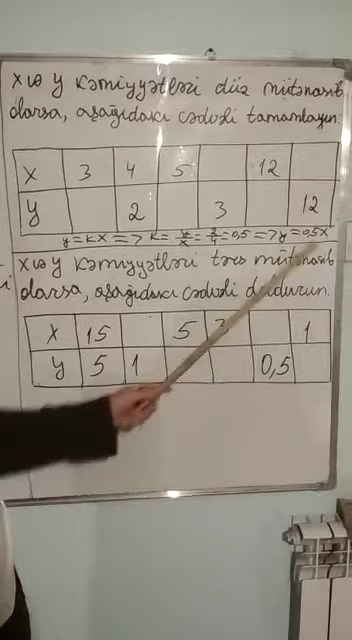 x və y kəmiyyətləri düz mütənasib
olarsa, aşağıdakı cədvəli tamamlayın:
x 3 4 5 12
y 2 3 12
y=kx => k=y/x=2/4=0,5 => y=0,5x
x və y kəmiyyətləri tərs mütənasib
olarsa, aşağıdakı cədvəli doldurun.
x 15 5 1
y 5 1 0,5